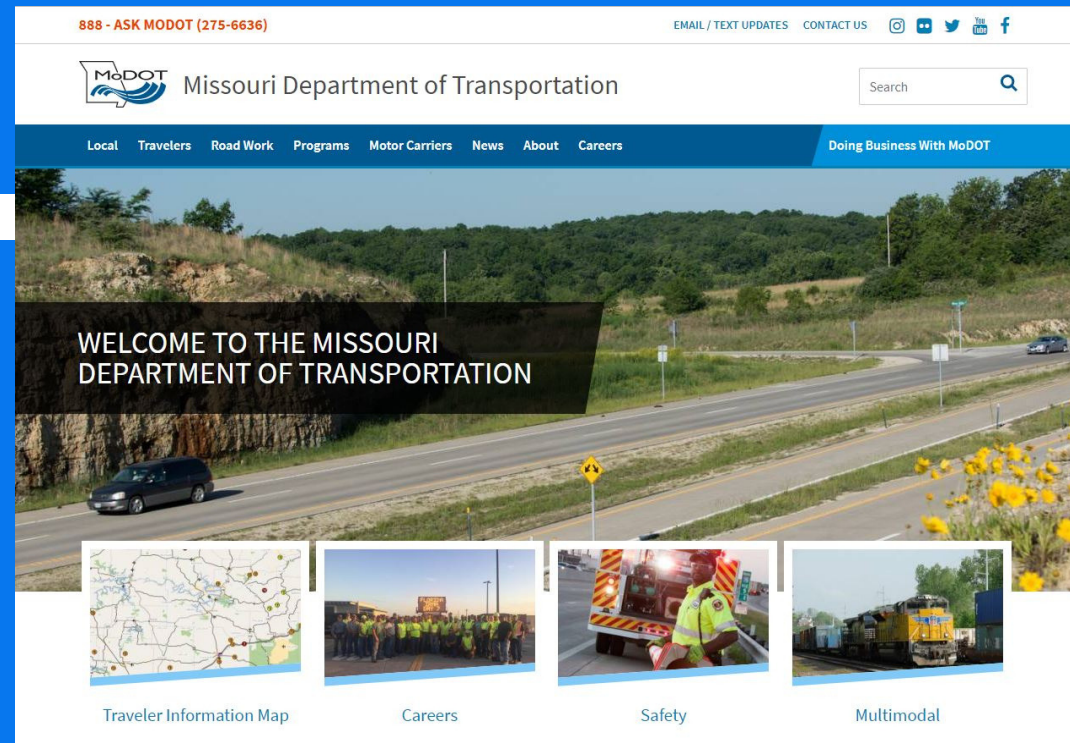 888 - ASK MODOT (275-6636)
EMAIL / TEXT UPDATES CONTACT US You Tube
MoDOT Missouri Department of Transportation
Search
Local Travelers Road Work Programs Motor Carriers News About Careers Doing Business With MoDOT
WELCOME TO THE MISSOURI
DEPARTMENT OF TRANSPORTATION
Traveler Information Map Careers Safety Multimodal